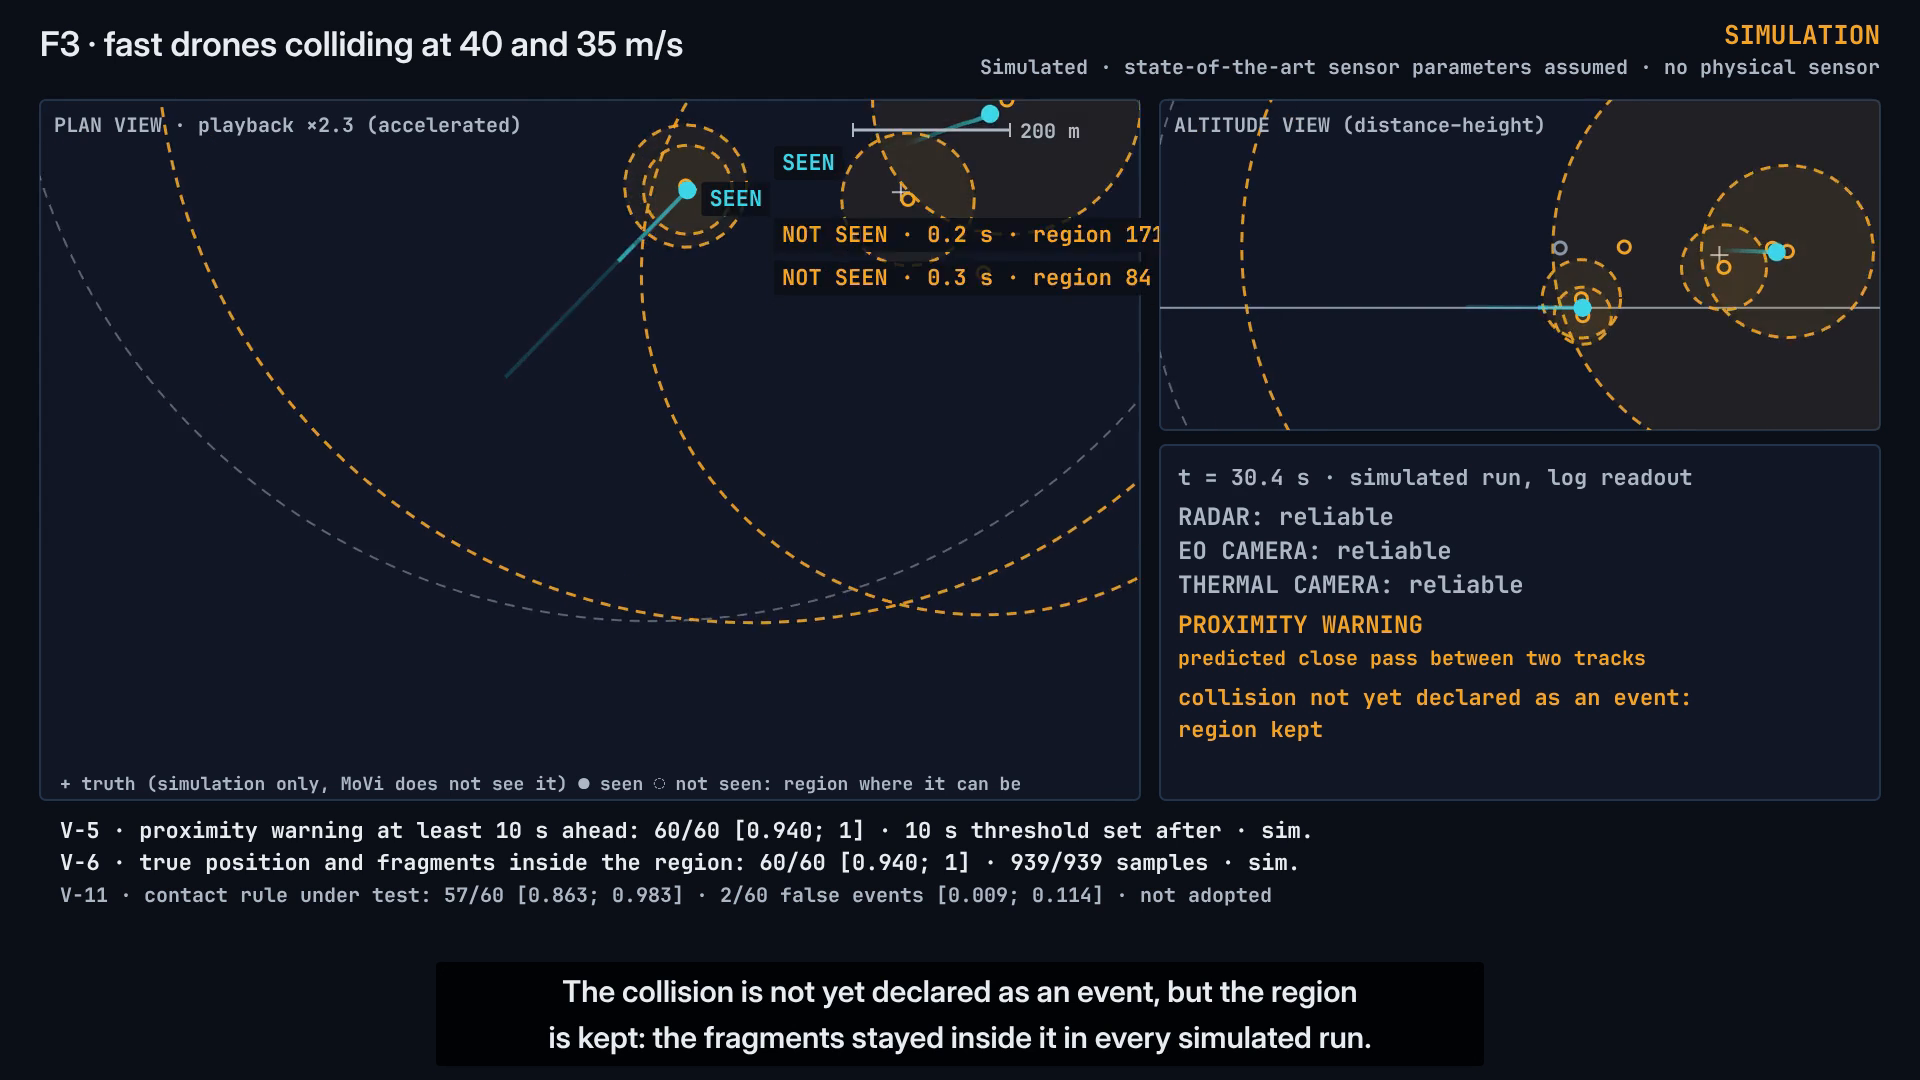 F3 · fast drones colliding at 40 and 35 m/s
SIMULATION
Simulated · state-of-the-art sensor parameters assumed · no physical sensor
PLAN VIEW · playback ×2.3 (accelerated)
200 m
SEEN
SEEN
NOT SEEN · 0.2 s · region 171
NOT SEEN · 0.3 s · region 84
+ truth (simulation only, MoVi does not see it) ● seen ◌ not seen: region where it can be
ALTITUDE VIEW (distance-height)
t = 30.4 s · simulated run, log readout
RADAR: reliable
EO CAMERA: reliable
THERMAL CAMERA: reliable
PROXIMITY WARNING
predicted close pass between two tracks
collision not yet declared as an event:
region kept
V-5 · proximity warning at least 10 s ahead: 60/60 [0.940; 1] · 10 s threshold set after · sim.
V-6 · true position and fragments inside the region: 60/60 [0.940; 1] · 939/939 samples · sim.
V-11 · contact rule under test: 57/60 [0.863; 0.983] · 2/60 false events [0.009; 0.114] · not adopted
The collision is not yet declared as an event, but the region
is kept: the fragments stayed inside it in every simulated run.